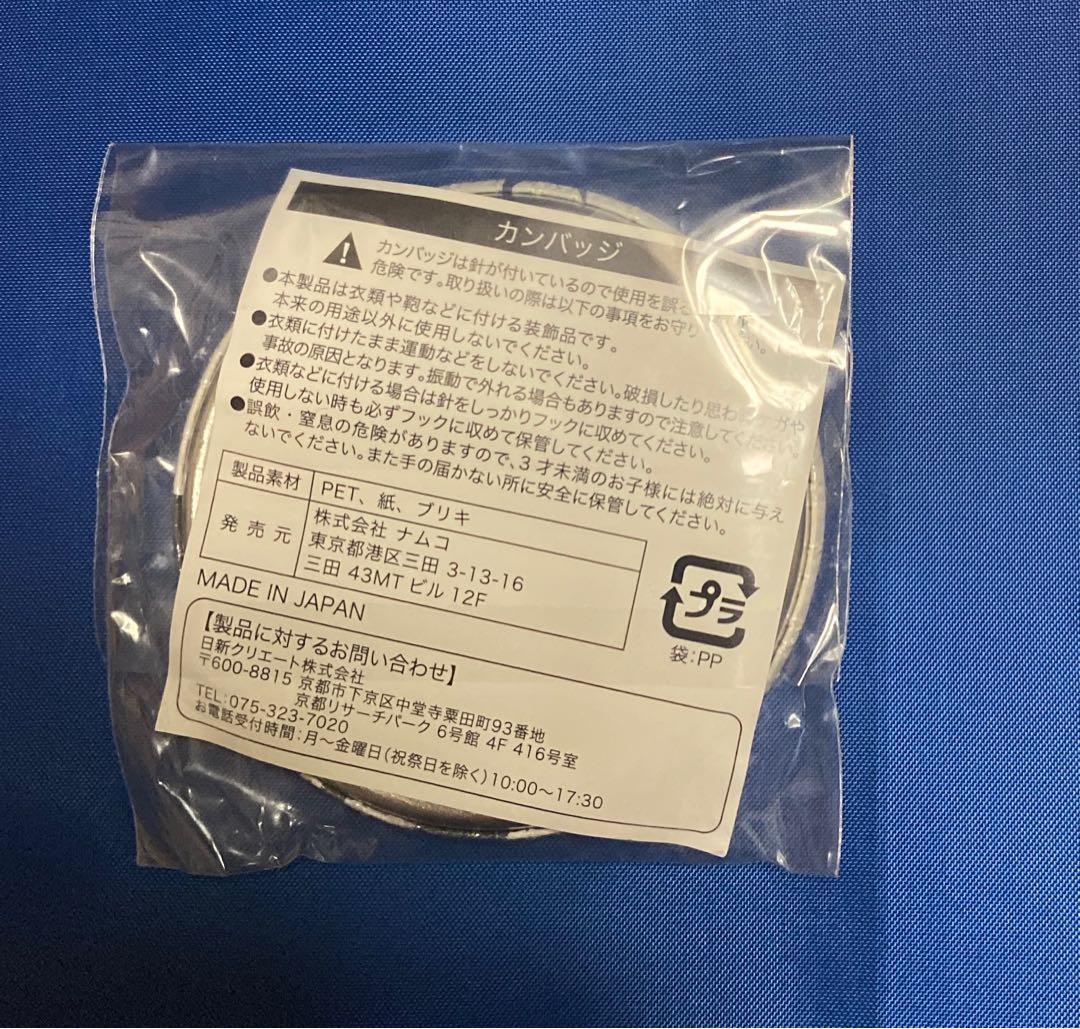 カンバッジ
カンバッジは針が付いているので使用を誤る
危険です。取り扱いの際は以下の事項をお守り さい。
●本製品は衣類や鞄などに付ける装飾品です。
本来の用途以外に使用しないでください。
●衣類に付けたまま運動などをしないでください。破損したり思わ ガや
事故の原因となります。振動で外れる場合もありますので注意してください。
●衣類などに付ける場合は針をしっかりフックに収めてください。
使用しない時も必ずフックに収めて保管してください。
●誤飲・窒息の危険がありますので、3才未満のお子様には絶対に与え
ないでください。また手の届かない所に安全に保管してください。
製品素材 PET、紙、ブリキ
発売元 株式会社 ナムコ
東京都港区三田 3-13-16
三田 43MT ビル 12F
MADE IN JAPAN
プラ
袋:PP
【製品に対するお問い合わせ】
日新クリエート株式会社
〒600-8815 京都市下京区中堂寺粟田町93番地
京都リサーチパーク 6号館 4F 416号室
TEL:075-323-7020
お電話受付時間:月〜金曜日(祝祭日を除く)10:00〜17:30